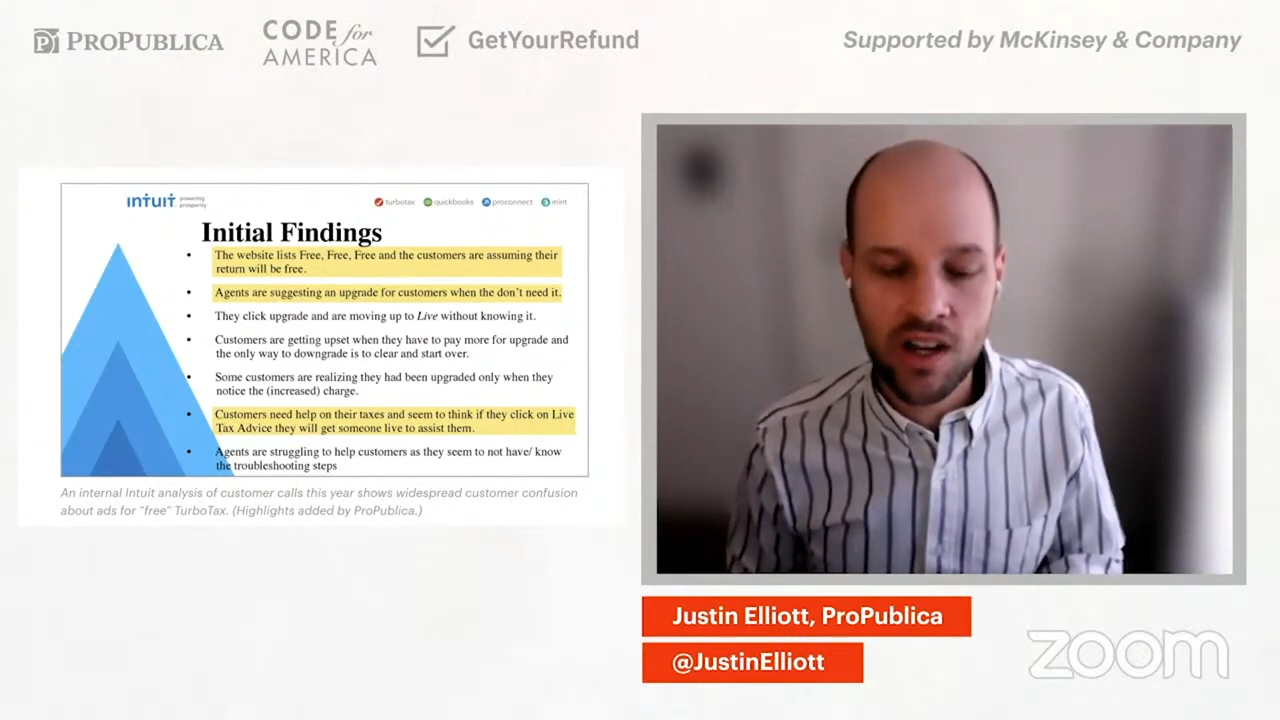 PROPUBLICA
CODE for
AMERICA
GetYourRefund
Supported by McKinsey & Company
intuit powering
prosperity
turbotax quickbooks proconnect mint
Initial Findings
• The website lists Free, Free, Free and the customers are assuming their
return will be free.
• Agents are suggesting an upgrade for customers when the don't need it.
• They click upgrade and are moving up to Live without knowing it.
• Customers are getting upset when they have to pay more for upgrade and
the only way to downgrade is to clear and start over.
• Some customers are realizing they had been upgraded only when they
notice the (increased) charge.
• Customers need help on their taxes and seem to think if they click on Live
Tax Advice they will get someone live to assist them.
• Agents are struggling to help customers as they seem to not have/ know
the troubleshooting steps
An internal Intuit analysis of customer calls this year shows widespread customer confusion
about ads for "free" TurboTax. (Highlights added by ProPublica.)
Justin Elliott, ProPublica
@JustinElliott
zoom